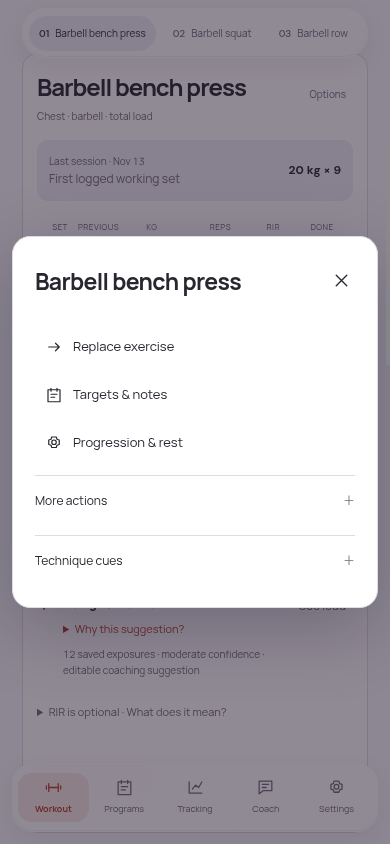 01 Barbell bench press
02 Barbell squat
03 Barbell row
Barbell bench press
Options
Chest · barbell · total load
Last session · Nov 13
First logged working set
20 kg × 9
SET PREVIOUS KG REPS RIR DONE
Barbell bench press
Replace exercise
Targets & notes
Progression & rest
More actions
Technique cues
Why this suggestion?
12 saved exposures · moderate confidence ·
editable coaching suggestion
RIR is optional · What does it mean?
Workout
Programs
Tracking
Coach
Settings